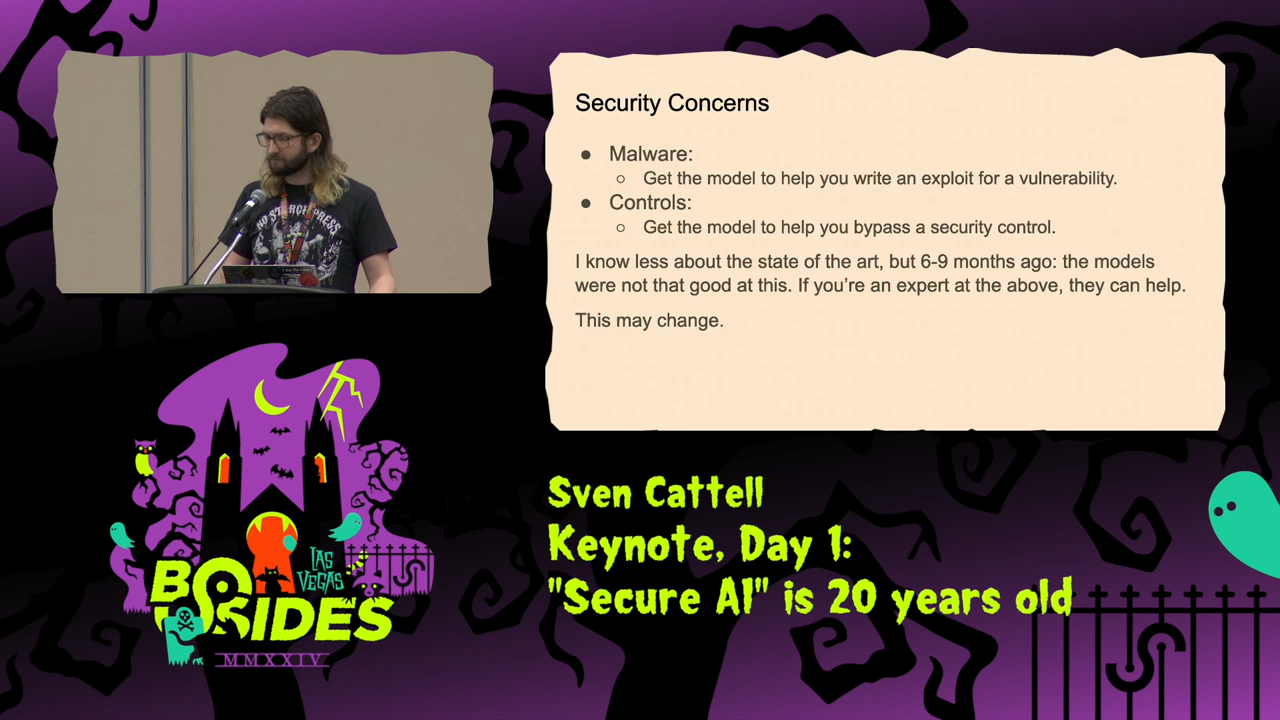 Security Concerns
● Malware:
○ Get the model to help you write an exploit for a vulnerability.
● Controls:
○ Get the model to help you bypass a security control.
I know less about the state of the art, but 6-9 months ago: the models
were not that good at this. If you’re an expert at the above, they can help.
This may change.
NO STARCH PRESS
Sven Cattell
Keynote, Day 1:
"Secure AI" is 20 years old
LAS
VEGAS
BSIDES
MMXXIV